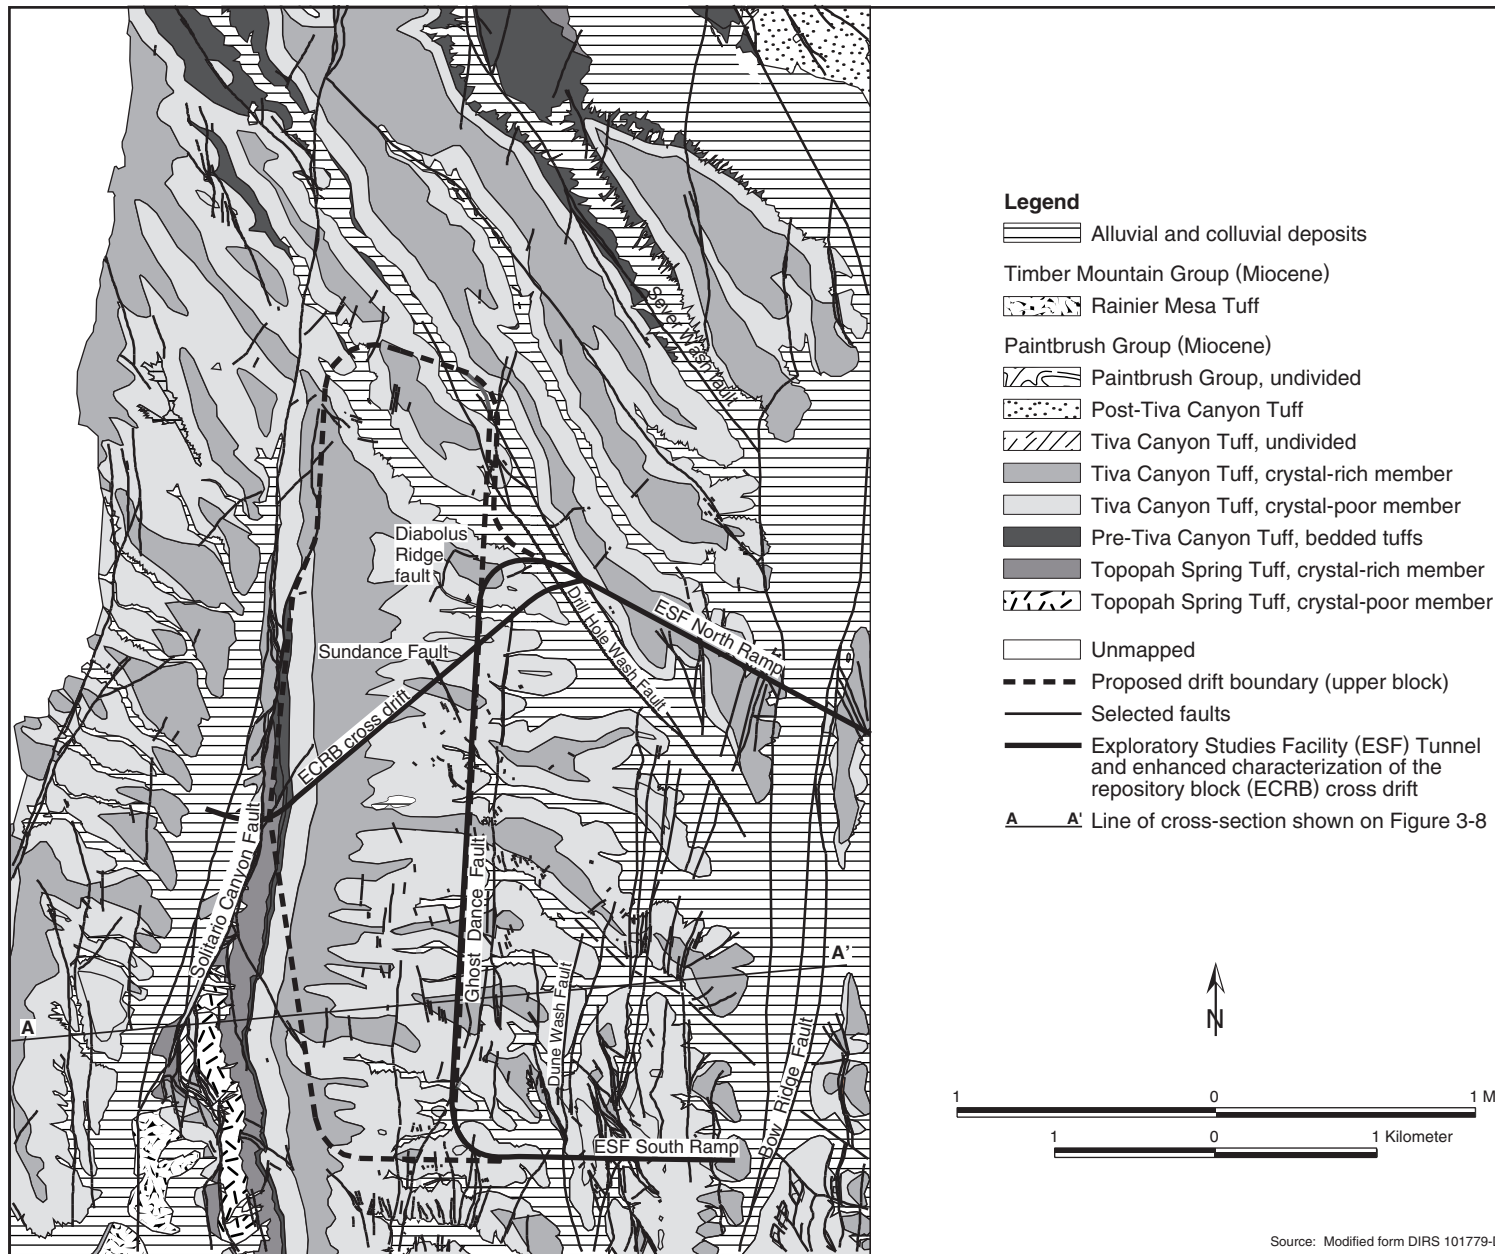 Legend
Alluvial and colluvial deposits
Timber Mountain Group (Miocene)
Rainier Mesa Tuff
Paintbrush Group (Miocene)
Paintbrush Group, undivided
Post-Tiva Canyon Tuff
Tiva Canyon Tuff, undivided
Tiva Canyon Tuff, crystal-rich member
Tiva Canyon Tuff, crystal-poor member
Pre-Tiva Canyon Tuff, bedded tuffs
Topopah Spring Tuff, crystal-rich member
Topopah Spring Tuff, crystal-poor member
Unmapped
Proposed drift boundary (upper block)
Selected faults
Exploratory Studies Facility (ESF) Tunnel
and enhanced characterization of the
repository block (ECRB) cross drift
A A' Line of cross-section shown on Figure 3-8
Sever Wash fault
Diabolus
Ridge
fault
Drill Hole Wash Fault
ESF North Ramp
Sundance Fault
ECRB cross drift
Solitario Canyon Fault
Ghost Dance Fault
Dune Wash Fault
Bow Ridge Fault
A
A'
ESF South Ramp
N
1 0 1 M
1 0 1 Kilometer
Source: Modified form DIRS 101779-